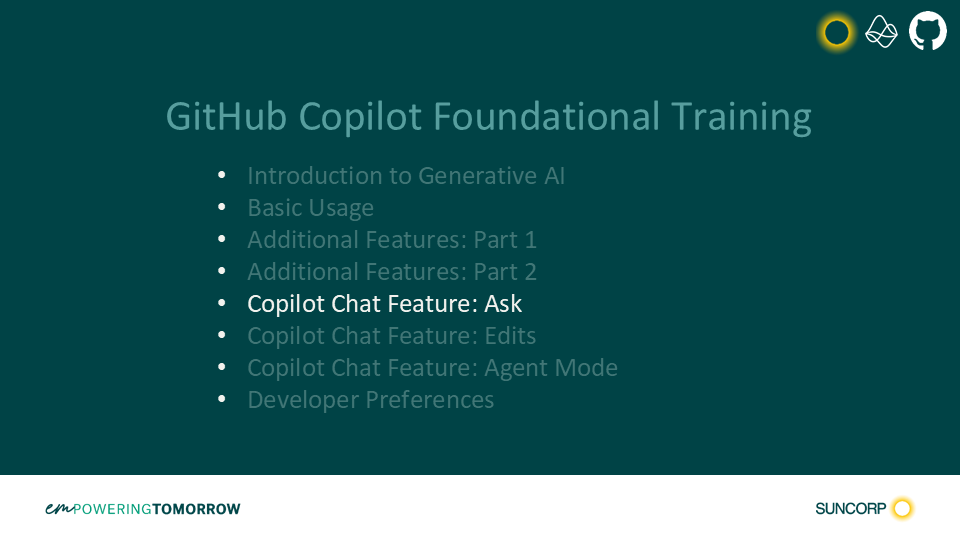 GitHub Copilot Foundational Training
• Introduction to Generative AI
• Basic Usage
• Additional Features: Part 1
• Additional Features: Part 2
• Copilot Chat Feature: Ask
• Copilot Chat Feature: Edits
• Copilot Chat Feature: Agent Mode
• Developer Preferences
emPOWERINGTOMORROW
SUNCORP